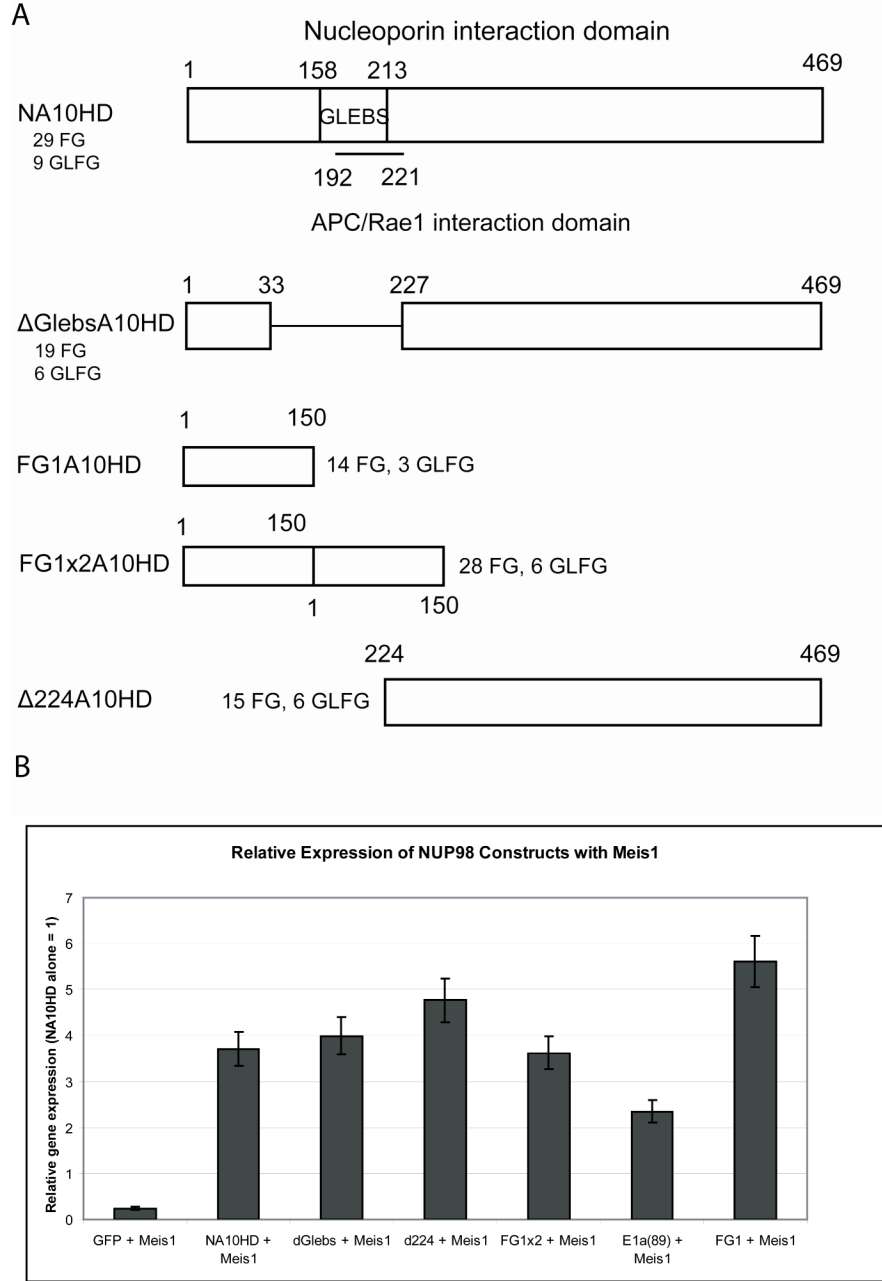 A
Nucleoporin interaction domain
1 158 213 469
NA10HD
29 FG
9 GLFG
GLEBS
192 221
APC/Rae1 interaction domain
1 33 227 469
ΔGlebsA10HD
19 FG
6 GLFG
1 150
FG1A10HD
14 FG, 3 GLFG
1 150
FG1x2A10HD
28 FG, 6 GLFG
1 150
224 469
Δ224A10HD
15 FG, 6 GLFG
B
Relative Expression of NUP98 Constructs with Meis1
Relative gene expression (NA10HD alone = 1)
7
6
5
4
3
2
1
0
GFP + Meis1
NA10HD +
Meis1
dGlebs + Meis1
d224 + Meis1
FG1x2 + Meis1
E1a(89) +
Meis1
FG1 + Meis1